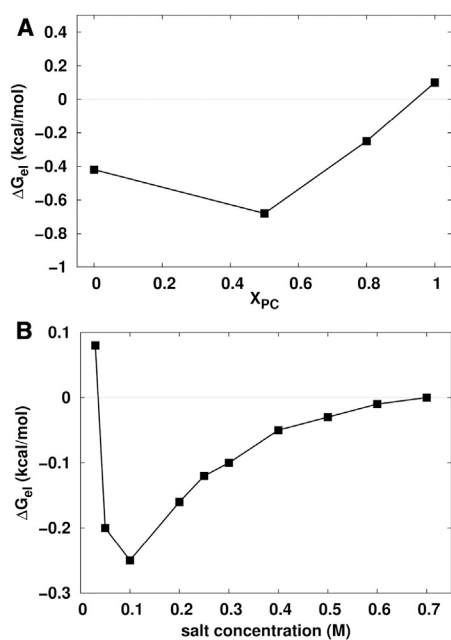 A
0.4
0.2
0
−0.2
−0.4
−0.6
−0.8
−1
ΔGel (kcal/mol)
0 0.2 0.4 0.6 0.8 1
XPC
B
0.1
0
−0.1
−0.2
−0.3
ΔGel (kcal/mol)
0 0.1 0.2 0.3 0.4 0.5 0.6 0.7
salt concentration (M)